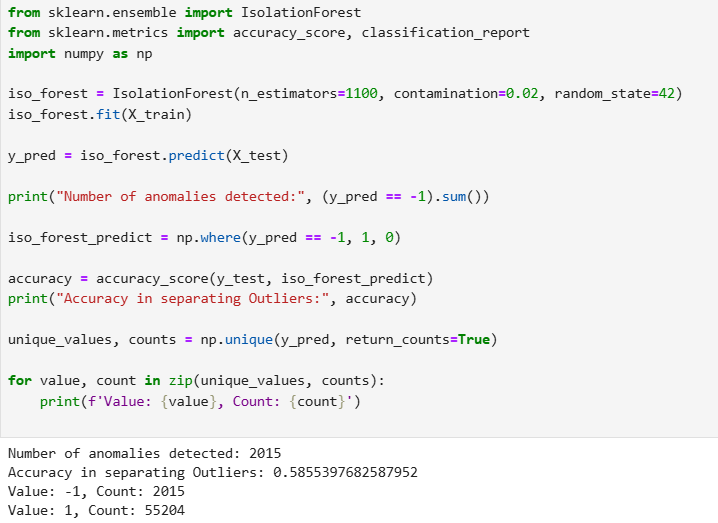 from sklearn.ensemble import IsolationForest
from sklearn.metrics import accuracy_score, classification_report
import numpy as np

iso_forest = IsolationForest(n_estimators=1100, contamination=0.02, random_state=42)
iso_forest.fit(X_train)

y_pred = iso_forest.predict(X_test)

print("Number of anomalies detected:", (y_pred == -1).sum())

iso_forest_predict = np.where(y_pred == -1, 1, 0)

accuracy = accuracy_score(y_test, iso_forest_predict)
print("Accuracy in separating Outliers:", accuracy)

unique_values, counts = np.unique(y_pred, return_counts=True)

for value, count in zip(unique_values, counts):
    print(f'Value: {value}, Count: {count}')

Number of anomalies detected: 2015
Accuracy in separating Outliers: 0.5855397682587952
Value: -1, Count: 2015
Value: 1, Count: 55204